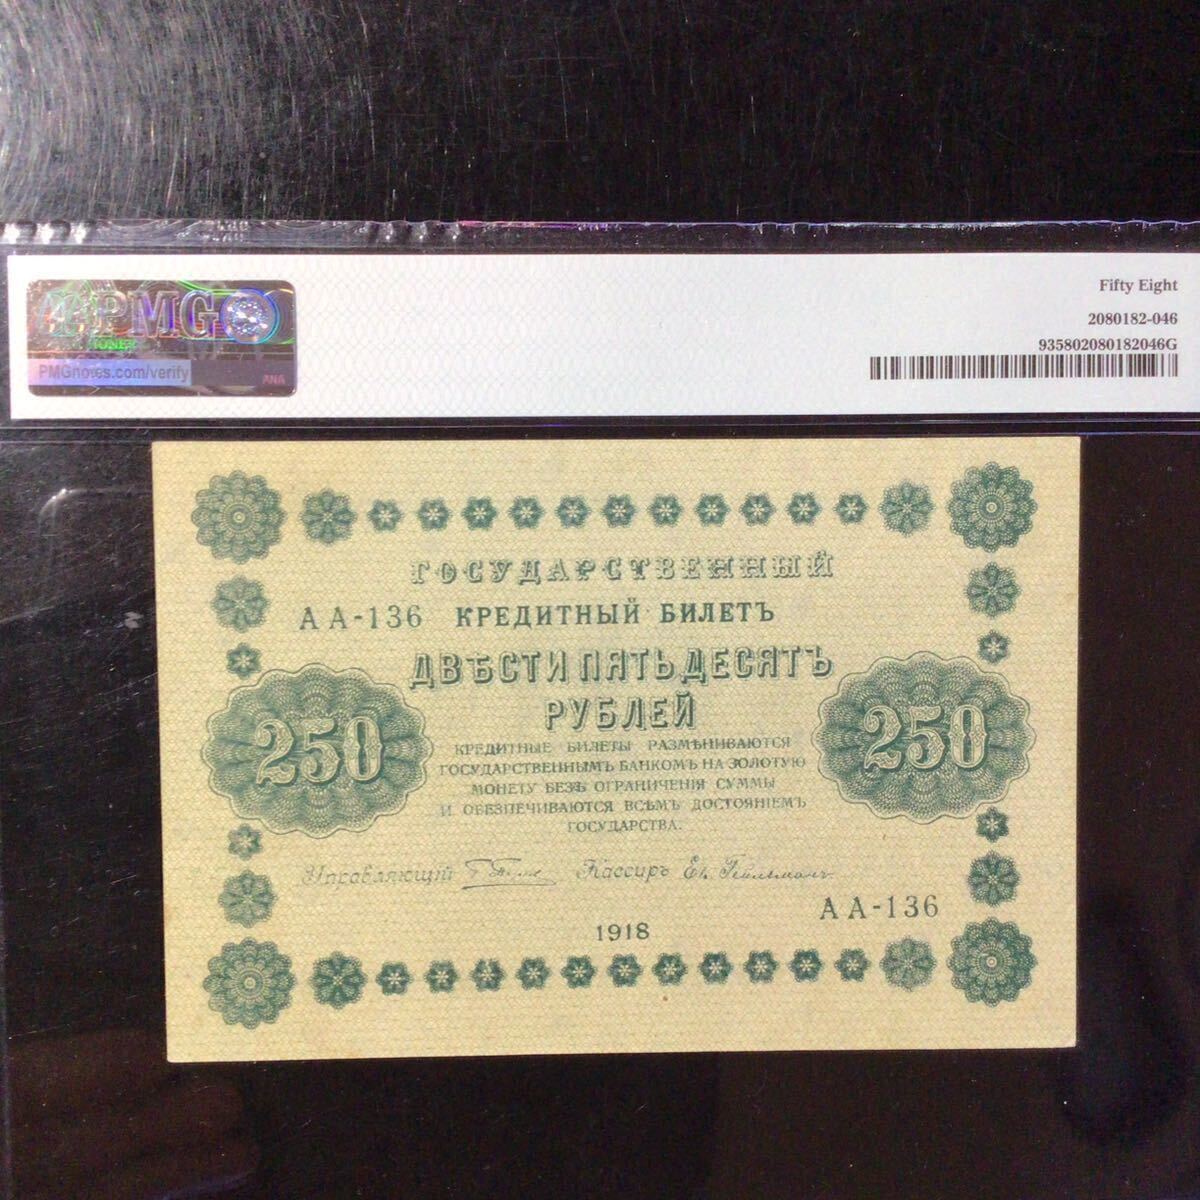 Fifty Eight
PMG
2080182-046
935802080182046G
PMGnotes.com/verify
ANA
ГОСУДАРСТВЕННЫЙ
АА-136 КРЕДИТНЫЙ БИЛЕТЪ
ДВѢСТИ ПЯТЬДЕСЯТЪ
РУБЛЕЙ
250
250
КРЕДИТНЫЕ БИЛЕТЫ РАЗМѢНИВАЮТСЯ
ГОСУДАРСТВЕННЫМЪ БАНКОМЪ НА ЗОЛОТУЮ
МОНЕТУ БЕЗЪ ОГРАНИЧЕНІЯ СУММЫ
И ОБЕЗПЕЧИВАЮТСЯ ВСѢМЪ ДОСТОЯНІЕМЪ
ГОСУДАРСТВА.
Управляющій Кассиръ
АА-136
1918